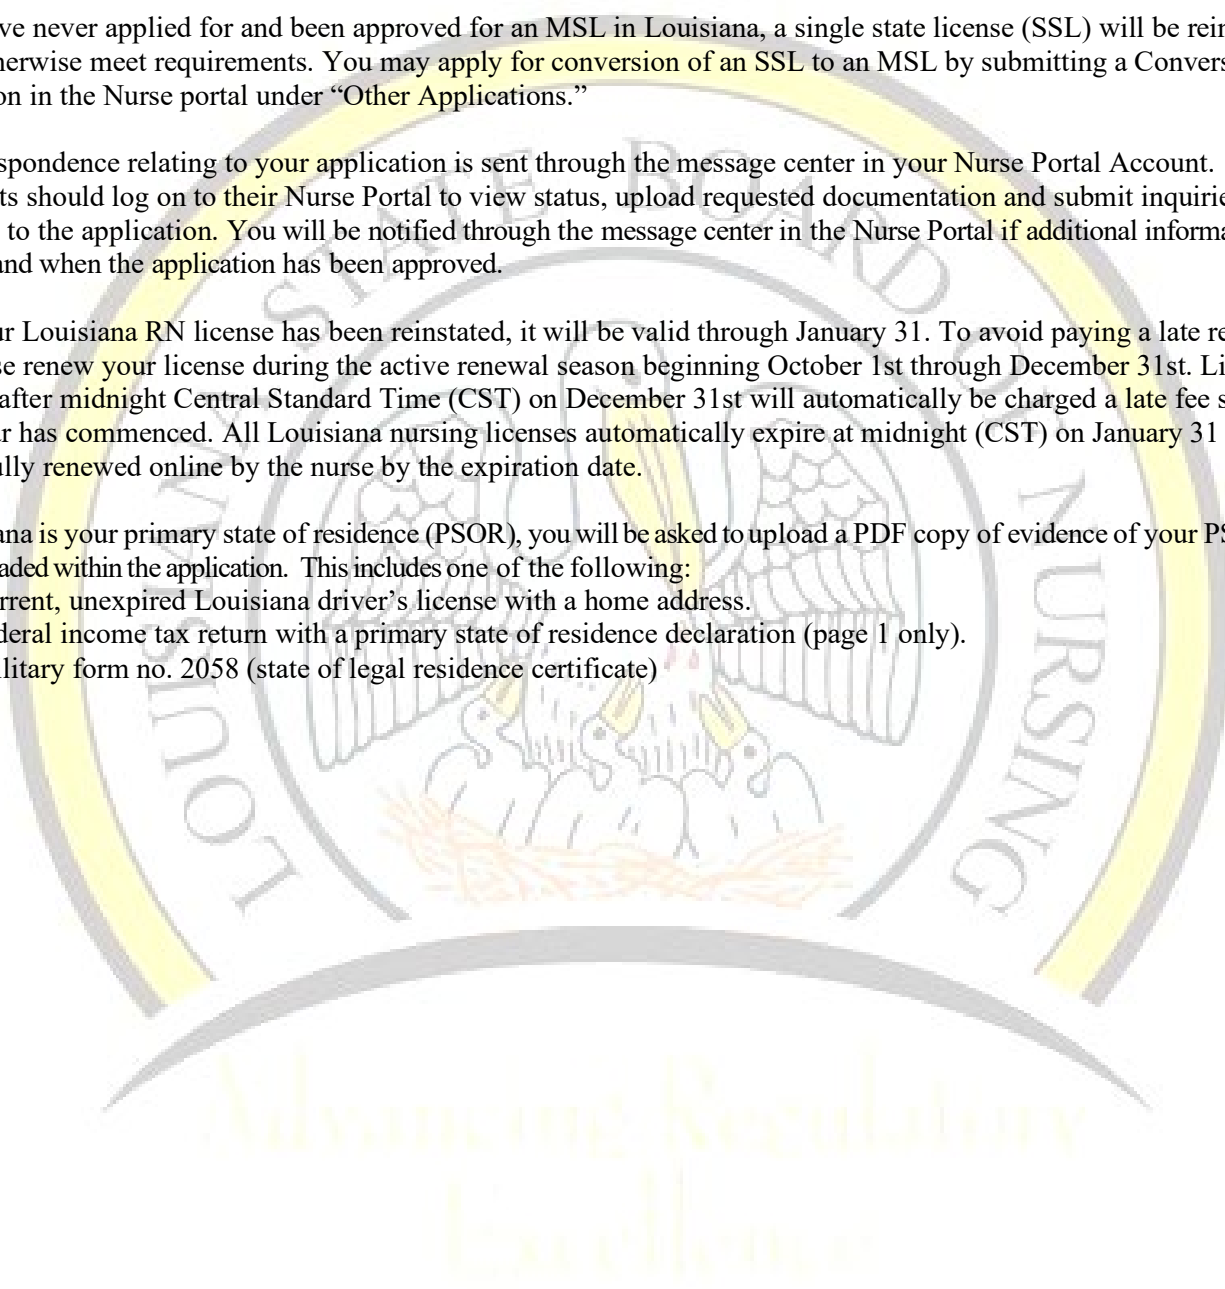 ve never applied for and been approved for an MSL in Louisiana, a single state license (SSL) will be rein
herwise meet requirements. You may apply for conversion of an SSL to an MSL by submitting a Convers
on in the Nurse portal under “Other Applications.”
spondence relating to your application is sent through the message center in your Nurse Portal Account.
ts should log on to their Nurse Portal to view status, upload requested documentation and submit inquirie
to the application. You will be notified through the message center in the Nurse Portal if additional informa
and when the application has been approved.
ur Louisiana RN license has been reinstated, it will be valid through January 31. To avoid paying a late re
se renew your license during the active renewal season beginning October 1st through December 31st. Li
after midnight Central Standard Time (CST) on December 31st will automatically be charged a late fee s
ar has commenced. All Louisiana nursing licenses automatically expire at midnight (CST) on January 31
ully renewed online by the nurse by the expiration date.
ana is your primary state of residence (PSOR), you will be asked to upload a PDF copy of evidence of your PS
aded within the application. This includes one of the following:
rrent, unexpired Louisiana driver’s license with a home address.
deral income tax return with a primary state of residence declaration (page 1 only).
litary form no. 2058 (state of legal residence certificate)
LOUISIANA STATE BOARD OF NURSING
Advancing Regulatory
Excellence